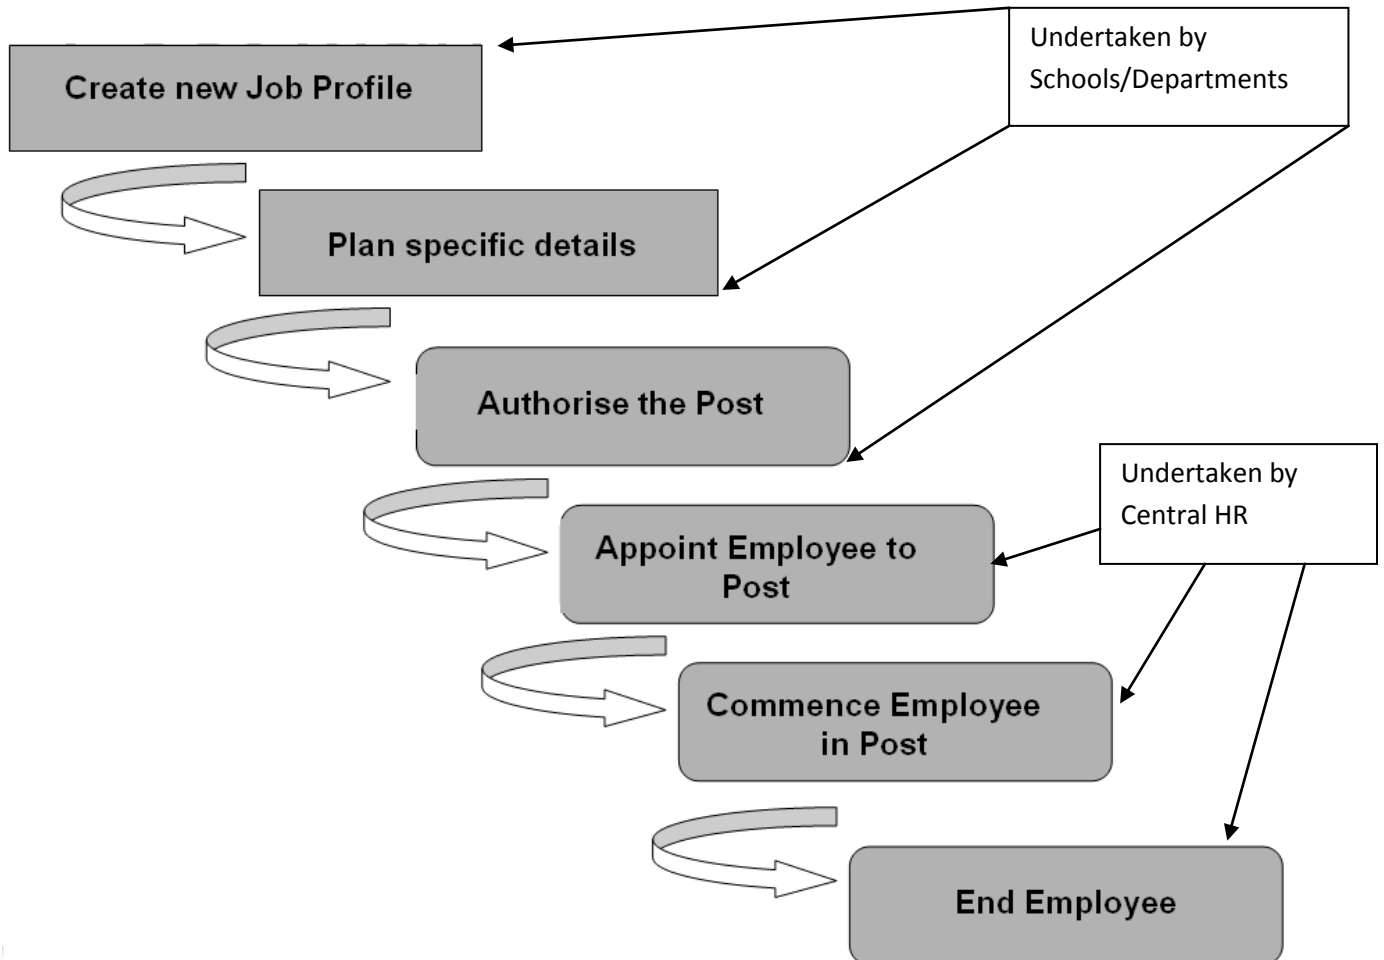 Undertaken by
Schools/Departments
Create new Job Profile
Plan specific details
Authorise the Post
Undertaken by
Central HR
Appoint Employee to
Post
Commence Employee
in Post
End Employee